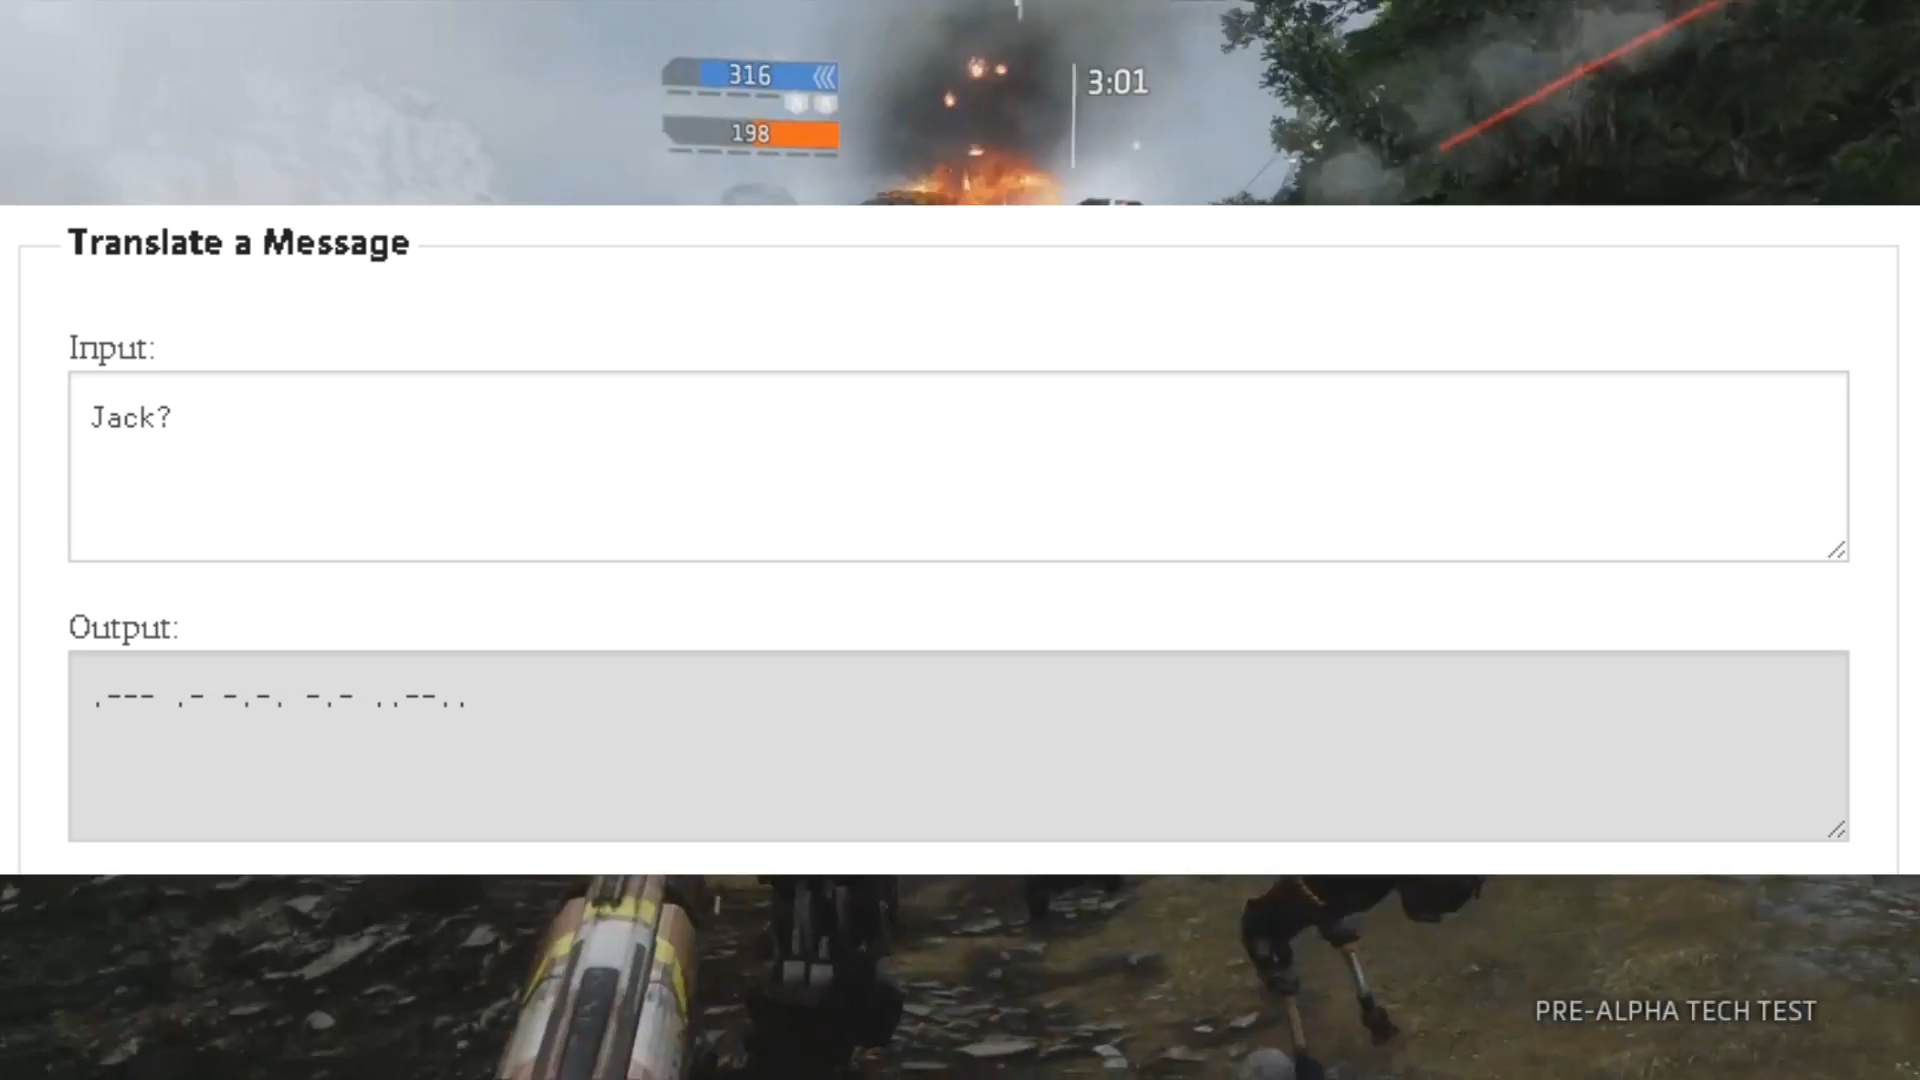 316
3:01
198
Translate a Message
Input:
Jack?
Output:
.--- .- -.-. -.- ..--..
PRE-ALPHA TECH TEST